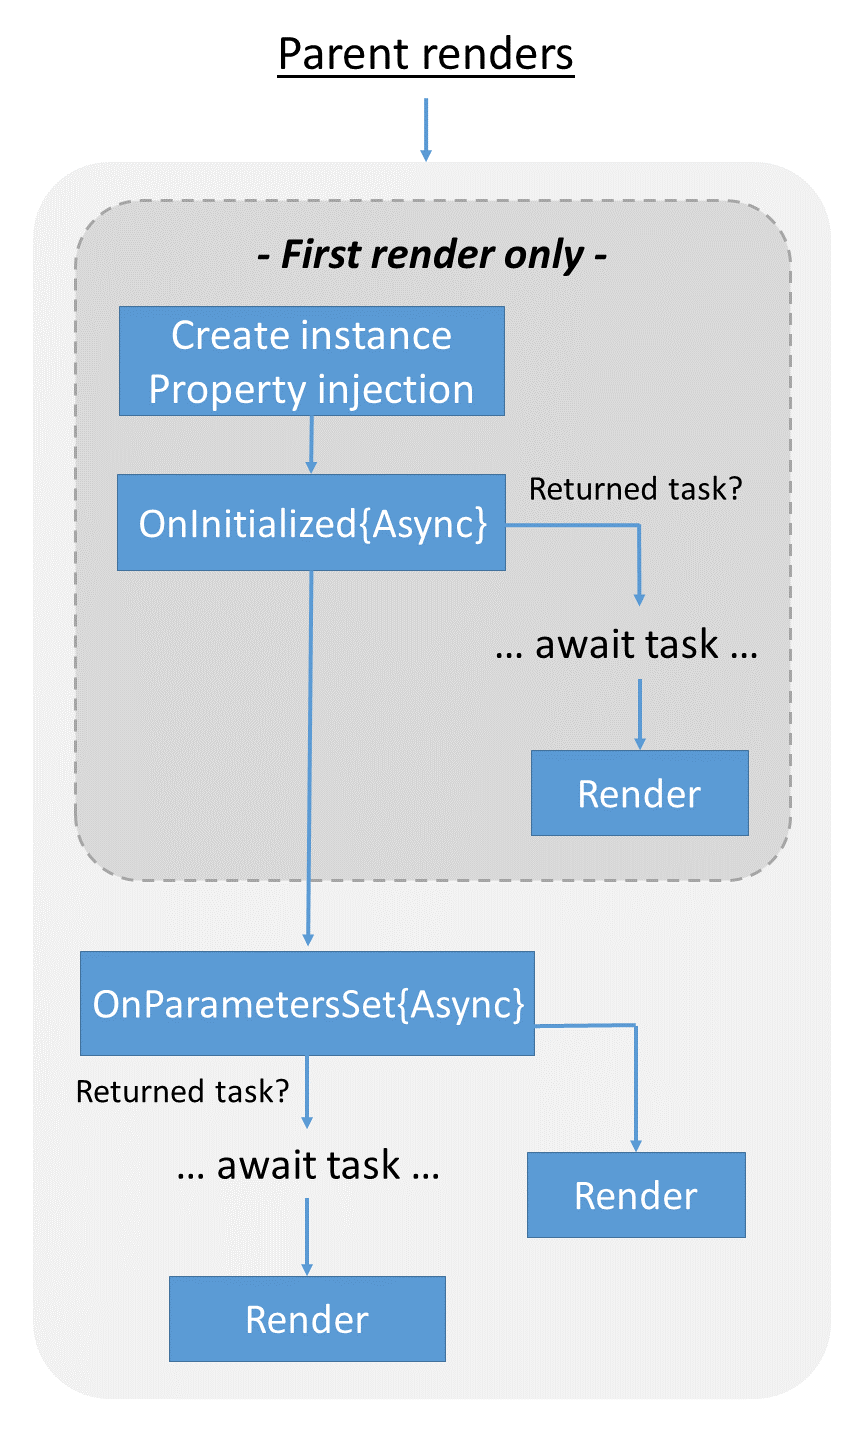 Parent renders
- First render only -
Create instance
Property injection
OnInitialized{Async}
Returned task?
... await task ...
Render
OnParametersSet{Async}
Returned task?
... await task ...
Render
Render